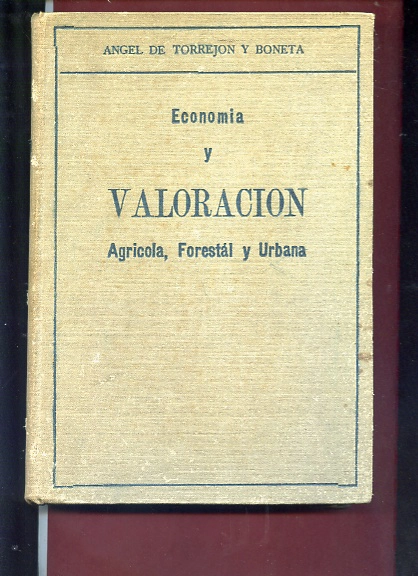 ANGEL DE TORREJON Y BONETA
Economia
y
VALORACION
Agricola, Forestál y Urbana